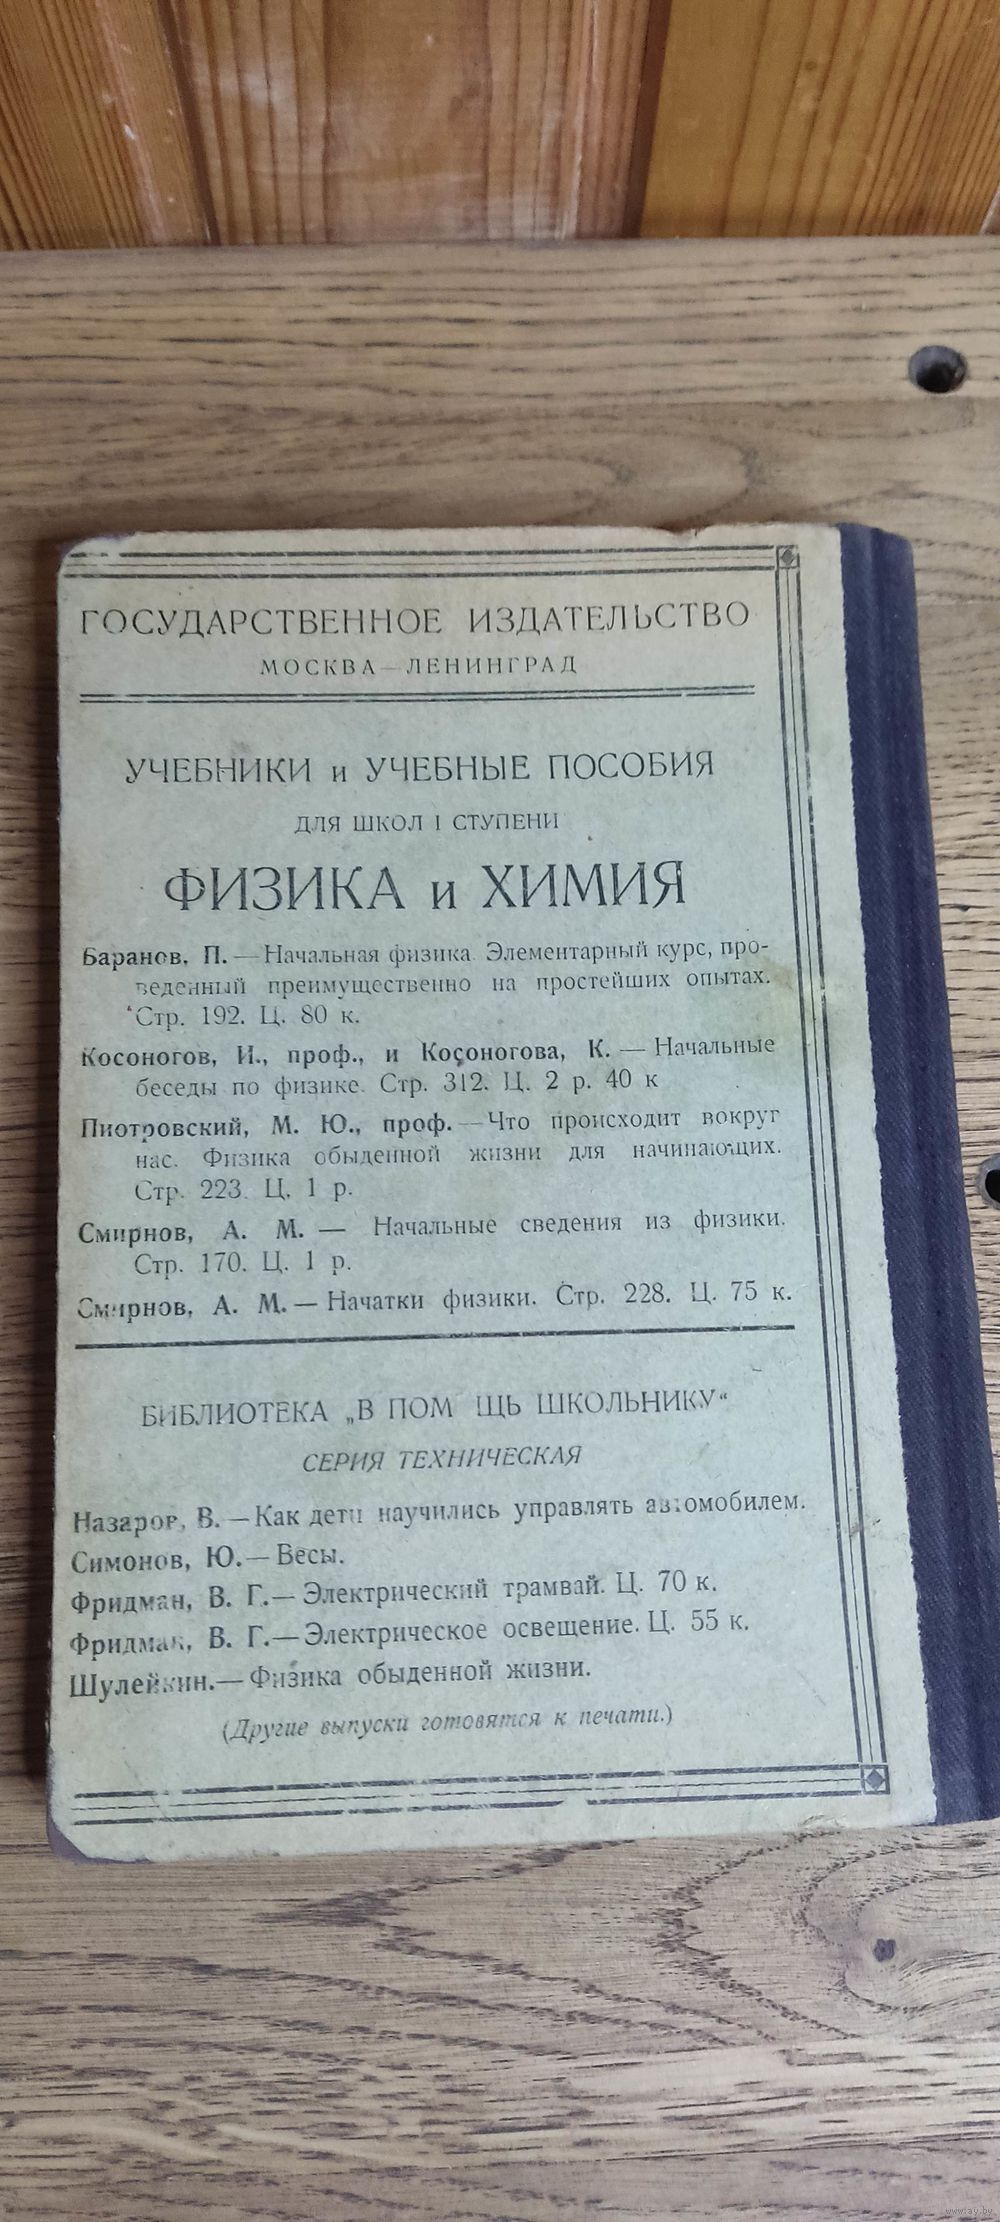 ГОСУДАРСТВЕННОЕ ИЗДАТЕЛЬСТВО
МОСКВА — ЛЕНИНГРАД
УЧЕБНИКИ и УЧЕБНЫЕ ПОСОБИЯ
ДЛЯ ШКОЛ I СТУПЕНИ
ФИЗИКА и ХИМИЯ
Баранов, П. — Начальная физика. Элементарный курс, про-
веденный преимущественно на простейших опытах.
Стр. 192. Ц. 80 к.
Косоногов, И., проф., и Косоногова, К. — Начальные
беседы по физике. Стр. 312. Ц. 2 р. 40 к
Пиотровский, М. Ю., проф. — Что происходит вокруг
нас. Физика обыденной жизни для начинающих.
Стр. 223. Ц. 1 р.
Смирнов, А. М. — Начальные сведения из физики.
Стр. 170. Ц. 1 р.
Смирнов, А. М. — Начатки физики. Стр. 228. Ц. 75 к.
БИБЛИОТЕКА „В ПОМ ЩЬ ШКОЛЬНИКУ“
СЕРИЯ ТЕХНИЧЕСКАЯ
Назаров, В. — Как дети научились управлять автомобилем.
Симонов, Ю. — Весы.
Фридман, В. Г. — Электрический трамвай. Ц. 70 к.
Фридман, В. Г. — Электрическое освещение. Ц. 55 к.
Шулейкин. — Физика обыденной жизни.
(Другие выпуски готовятся к печати.)
www.ay.by